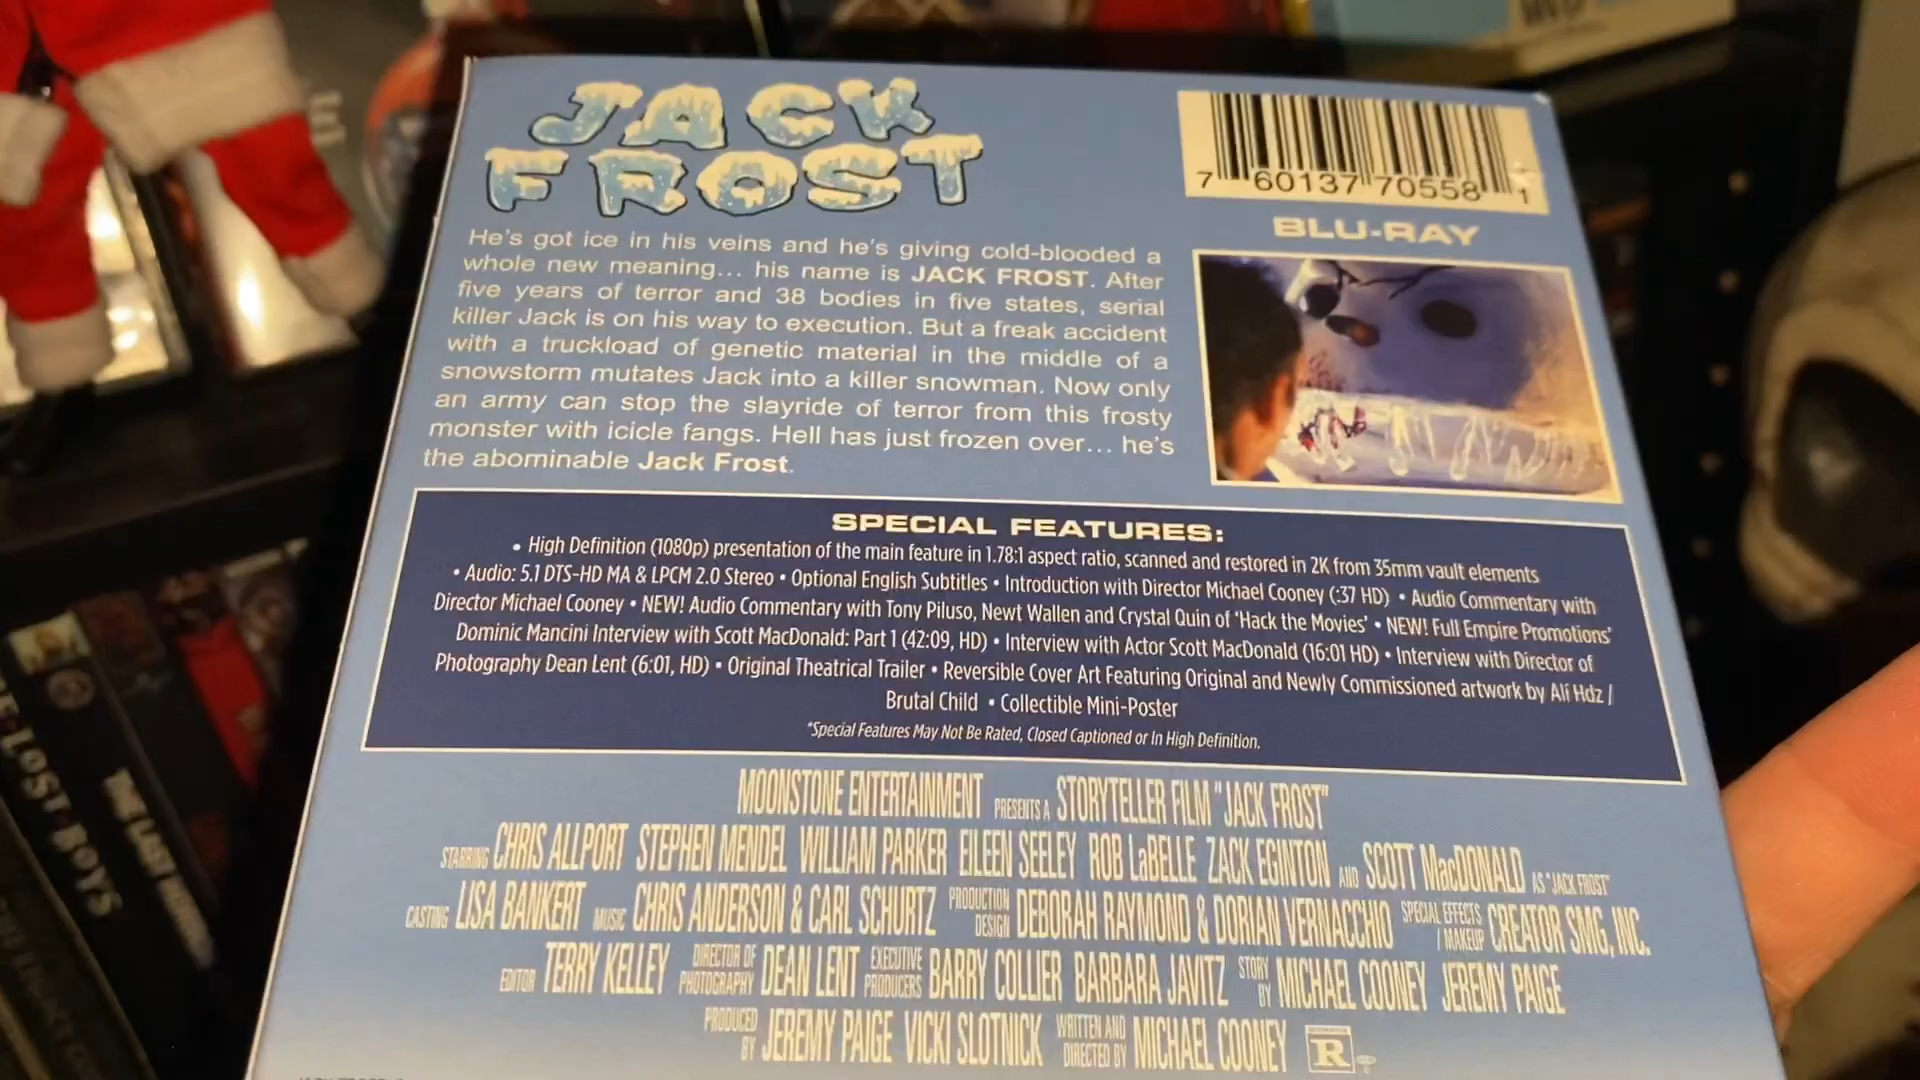 JACK
FROST
7 60137 70558 1
BLU-RAY
He's got ice in his veins and he's giving cold-blooded a
whole new meaning... his name is JACK FROST. After
five years of terror and 38 bodies in five states, serial
killer Jack is on his way to execution. But a freak accident
with a truckload of genetic material in the middle of a
snowstorm mutates Jack into a killer snowman. Now only
an army can stop the slayride of terror from this frosty
monster with icicle fangs. Hell has just frozen over... he's
the abominable Jack Frost.
SPECIAL FEATURES:
• High Definition (1080p) presentation of the main feature in 1.78:1 aspect ratio, scanned and restored in 2K from 35mm vault elements
• Audio: 5.1 DTS-HD MA & LPCM 2.0 Stereo • Optional English Subtitles • Introduction with Director Michael Cooney (:37 HD) • Audio Commentary with
Director Michael Cooney • NEW! Audio Commentary with Tony Piluso, Newt Wallen and Crystal Quin of 'Hack the Movies' • NEW! Full Empire Promotions'
Dominic Mancini Interview with Scott MacDonald: Part 1 (42:09, HD) • Interview with Actor Scott MacDonald (16:01 HD) • Interview with Director of
Photography Dean Lent (6:01, HD) • Original Theatrical Trailer • Reversible Cover Art Featuring Original and Newly Commissioned artwork by Ali Hdz /
Brutal Child • Collectible Mini-Poster
*Special Features May Not Be Rated, Closed Captioned or In High Definition.
MOONSTONE ENTERTAINMENT PRESENTS A STORYTELLER FILM "JACK FROST"
STARRING CHRIS ALLPORT STEPHEN MENDEL WILLIAM PARKER EILEEN SEELEY ROB LaBELLE ZACK EGINTON AND SCOTT MacDONALD AS "JACK FROST"
CASTING LISA BANKERT MUSIC CHRIS ANDERSON & CARL SCHURTZ PRODUCTION DESIGN DEBORAH RAYMOND & DORIAN VERNACCHIO SPECIAL EFFECTS / MAKEUP CREATOR SMG, INC.
EDITOR TERRY KELLEY DIRECTOR OF PHOTOGRAPHY DEAN LENT EXECUTIVE PRODUCERS BARRY COLLIER BARBARA JAVITZ STORY BY MICHAEL COONEY JEREMY PAIGE
PRODUCED BY JEREMY PAIGE VICKI SLOTNICK WRITTEN AND DIRECTED BY MICHAEL COONEY R
LOST BOYS
THE LAST